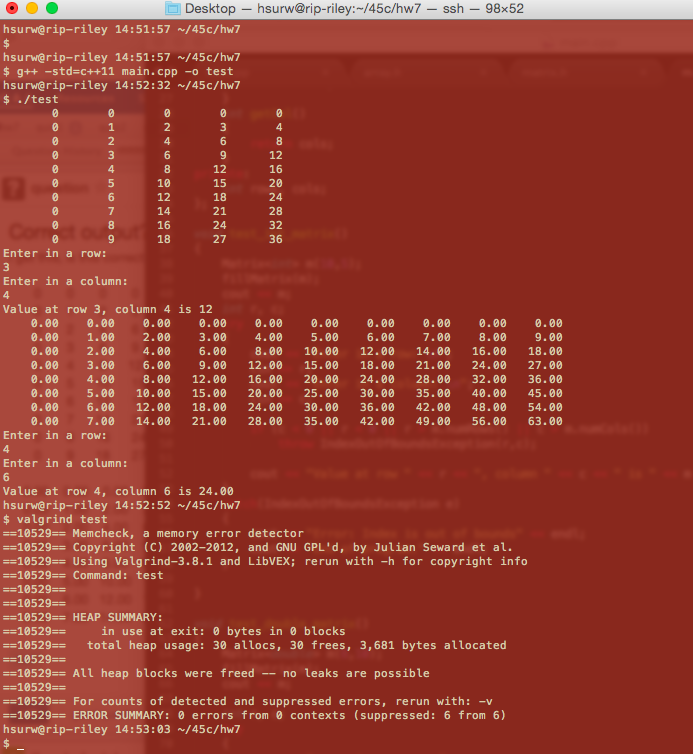 Desktop — hsurw@rip-riley:~/45c/hw7 — ssh — 98×52
hsurw@rip-riley 14:51:57 ~/45c/hw7
$
hsurw@rip-riley 14:51:57 ~/45c/hw7
$ g++ -std=c++11 main.cpp -o test
hsurw@rip-riley 14:52:32 ~/45c/hw7
$ ./test
0 0 0 0 0
0 1 2 3 4
0 2 4 6 8
0 3 6 9 12
0 4 8 12 16
0 5 10 15 20
0 6 12 18 24
0 7 14 21 28
0 8 16 24 32
0 9 18 27 36
Enter in a row:
3
Enter in a column:
4
Value at row 3, column 4 is 12
0.00 0.00 0.00 0.00 0.00 0.00 0.00 0.00 0.00 0.00
0.00 1.00 2.00 3.00 4.00 5.00 6.00 7.00 8.00 9.00
0.00 2.00 4.00 6.00 8.00 10.00 12.00 14.00 16.00 18.00
0.00 3.00 6.00 9.00 12.00 15.00 18.00 21.00 24.00 27.00
0.00 4.00 8.00 12.00 16.00 20.00 24.00 28.00 32.00 36.00
0.00 5.00 10.00 15.00 20.00 25.00 30.00 35.00 40.00 45.00
0.00 6.00 12.00 18.00 24.00 30.00 36.00 42.00 48.00 54.00
0.00 7.00 14.00 21.00 28.00 35.00 42.00 49.00 56.00 63.00
Enter in a row:
4
Enter in a column:
6
Value at row 4, column 6 is 24.00
hsurw@rip-riley 14:52:52 ~/45c/hw7
$ valgrind test
==10529== Memcheck, a memory error detector
==10529== Copyright (C) 2002-2012, and GNU GPL'd, by Julian Seward et al.
==10529== Using Valgrind-3.8.1 and LibVEX; rerun with -h for copyright info
==10529== Command: test
==10529==
==10529==
==10529== HEAP SUMMARY:
==10529== in use at exit: 0 bytes in 0 blocks
==10529== total heap usage: 30 allocs, 30 frees, 3,681 bytes allocated
==10529==
==10529== All heap blocks were freed -- no leaks are possible
==10529==
==10529== For counts of detected and suppressed errors, rerun with: -v
==10529== ERROR SUMMARY: 0 errors from 0 contexts (suppressed: 6 from 6)
hsurw@rip-riley 14:53:03 ~/45c/hw7
$ _